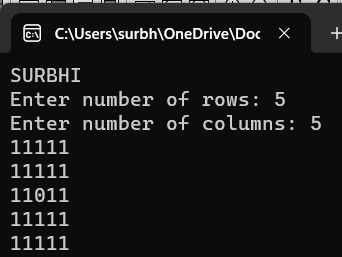 C:\Users\surbh\OneDrive\Doc
SURBHI
Enter number of rows: 5
Enter number of columns: 5
11111
11111
11011
11111
11111